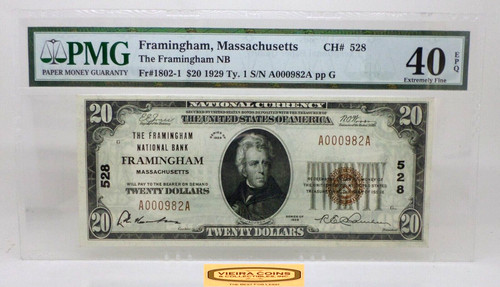 PMG
PAPER MONEY GUARANTY
Framingham, Massachusetts CH# 528
The Framingham NB
Fr#1802-1 $20 1929 Ty. 1 S/N A000982A pp G
40 EPQ
Extremely Fine
NATIONAL CURRENCY
THE UNITED STATES OF AMERICA
20
20
THE FRAMINGHAM
NATIONAL BANK
FRAMINGHAM
MASSACHUSETTS
WILL PAY TO THE BEARER ON DEMAND
TWENTY DOLLARS
528
A000982A
A000982A
528
SERIES OF
1929
20
TWENTY DOLLARS
20
VIEIRA COINS